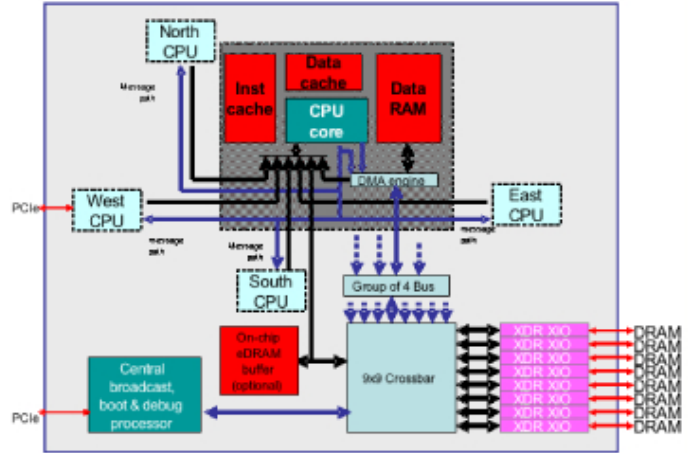 North
CPU
Message
path
Inst
cache
Data
cache
CPU
core
Data
RAM
DMA engine
PCIe
West
CPU
East
CPU
message
path
Message
path
message
path
South
CPU
Group of 4 Bus
On-chip
eDRAM
buffer
(optional)
9x9 Crossbar
XDR XIO
XDR XIO
XDR XIO
XDR XIO
XDR XIO
XDR XIO
XDR XIO
XDR XIO
DRAM
DRAM
DRAM
DRAM
DRAM
DRAM
DRAM
DRAM
Central
broadcast,
boot & debug
processor
PCIe